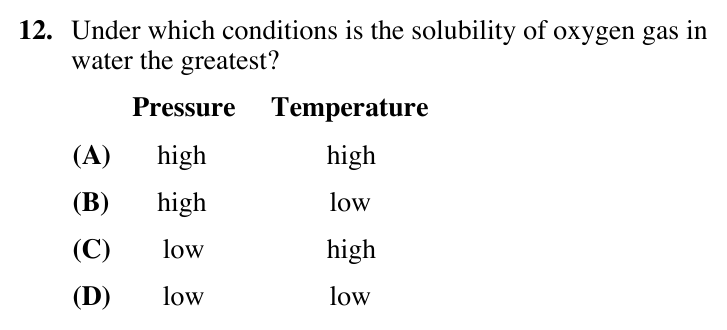 12. Under which conditions is the solubility of oxygen gas in
water the greatest?
Pressure Temperature
(A) high high
(B) high low
(C) low high
(D) low low